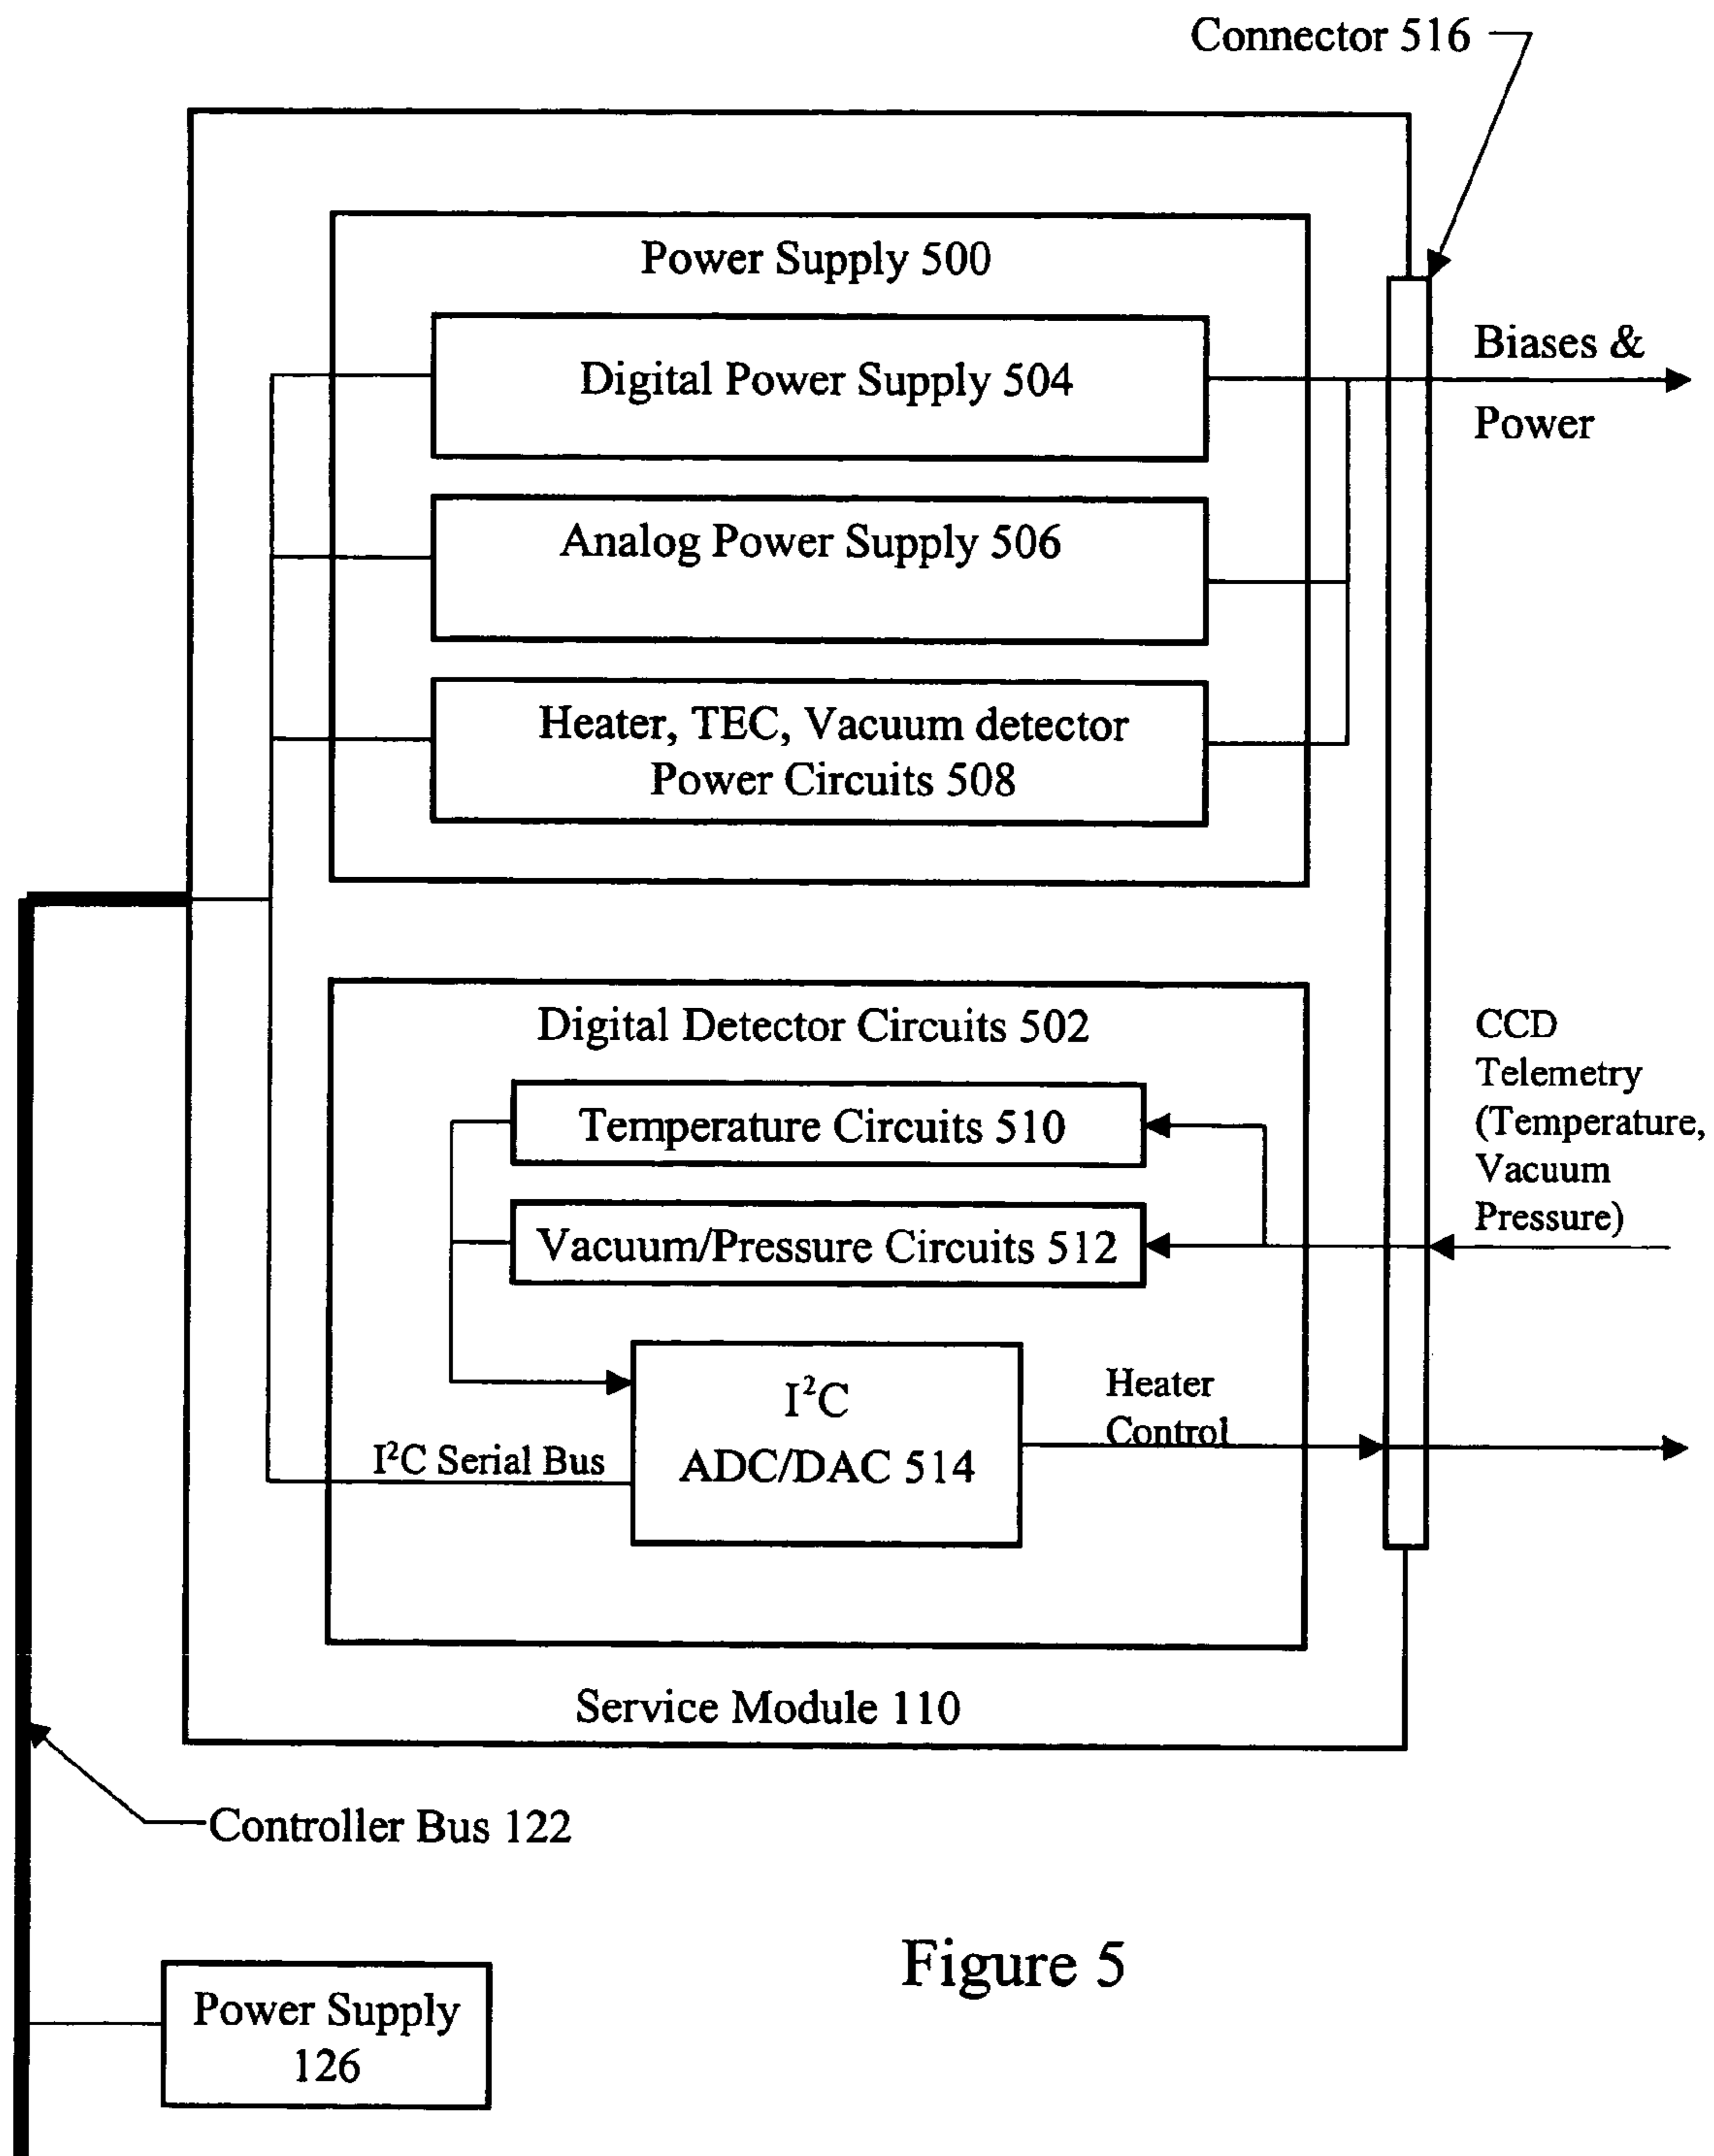 Connector 516
Power Supply 500
Digital Power Supply 504
Biases &
Power
Analog Power Supply 506
Heater, TEC, Vacuum detector
Power Circuits 508
Digital Detector Circuits 502
CCD
Telemetry
(Temperature,
Vacuum
Pressure)
Temperature Circuits 510
Vacuum/Pressure Circuits 512
I²C
ADC/DAC 514
Heater
Control
I²C Serial Bus
Service Module 110
Controller Bus 122
Figure 5
Power Supply
126